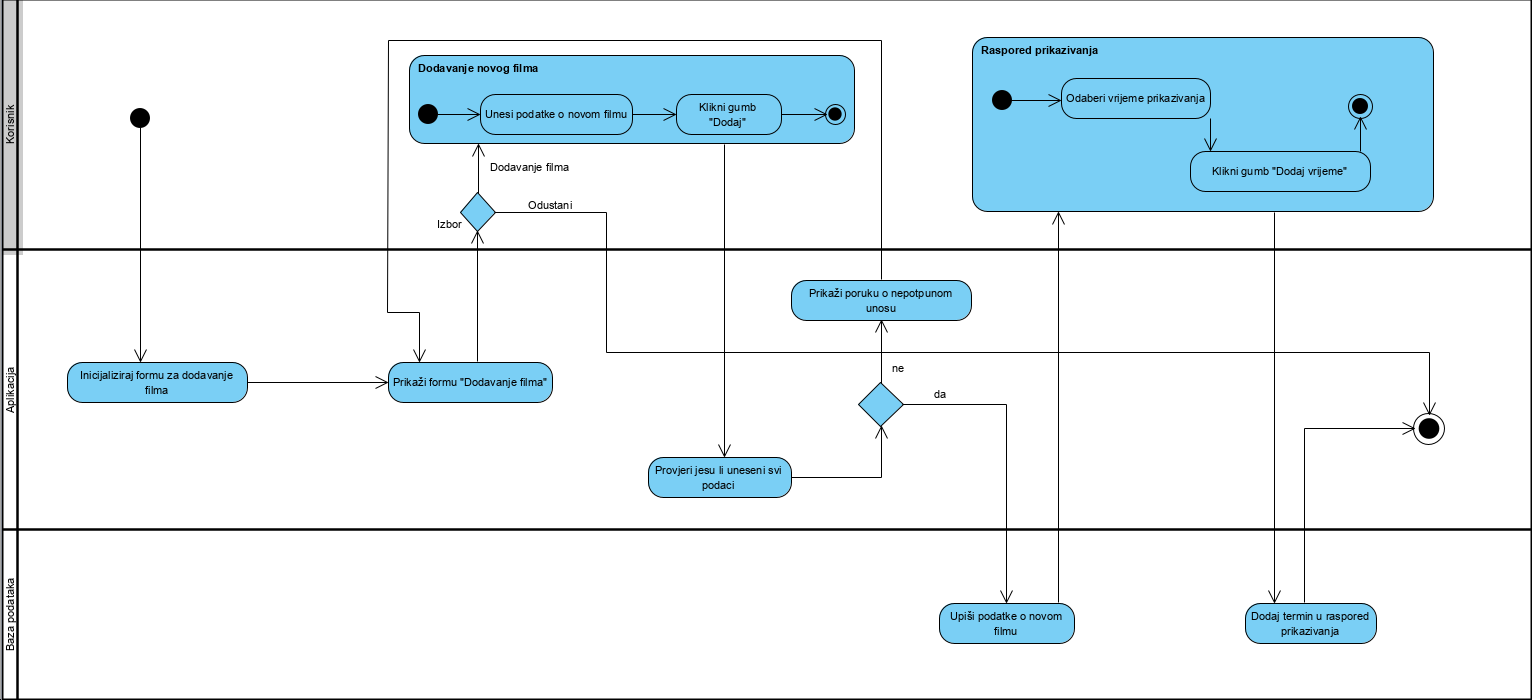 Korisnik
Dodavanje novog filma
Unesi podatke o novom filmu
Klikni gumb
"Dodaj"
Dodavanje filma
Izbor
Odustani
Raspored prikazivanja
Odaberi vrijeme prikazivanja
Klikni gumb "Dodaj vrijeme"
Aplikacija
Inicijaliziraj formu za dodavanje
filma
Prikaži formu "Dodavanje filma"
Prikaži poruku o nepotpunom
unosu
ne
da
Provjeri jesu li uneseni svi
podaci
Baza podataka
Upiši podatke o novom
filmu
Dodaj termin u raspored
prikazivanja